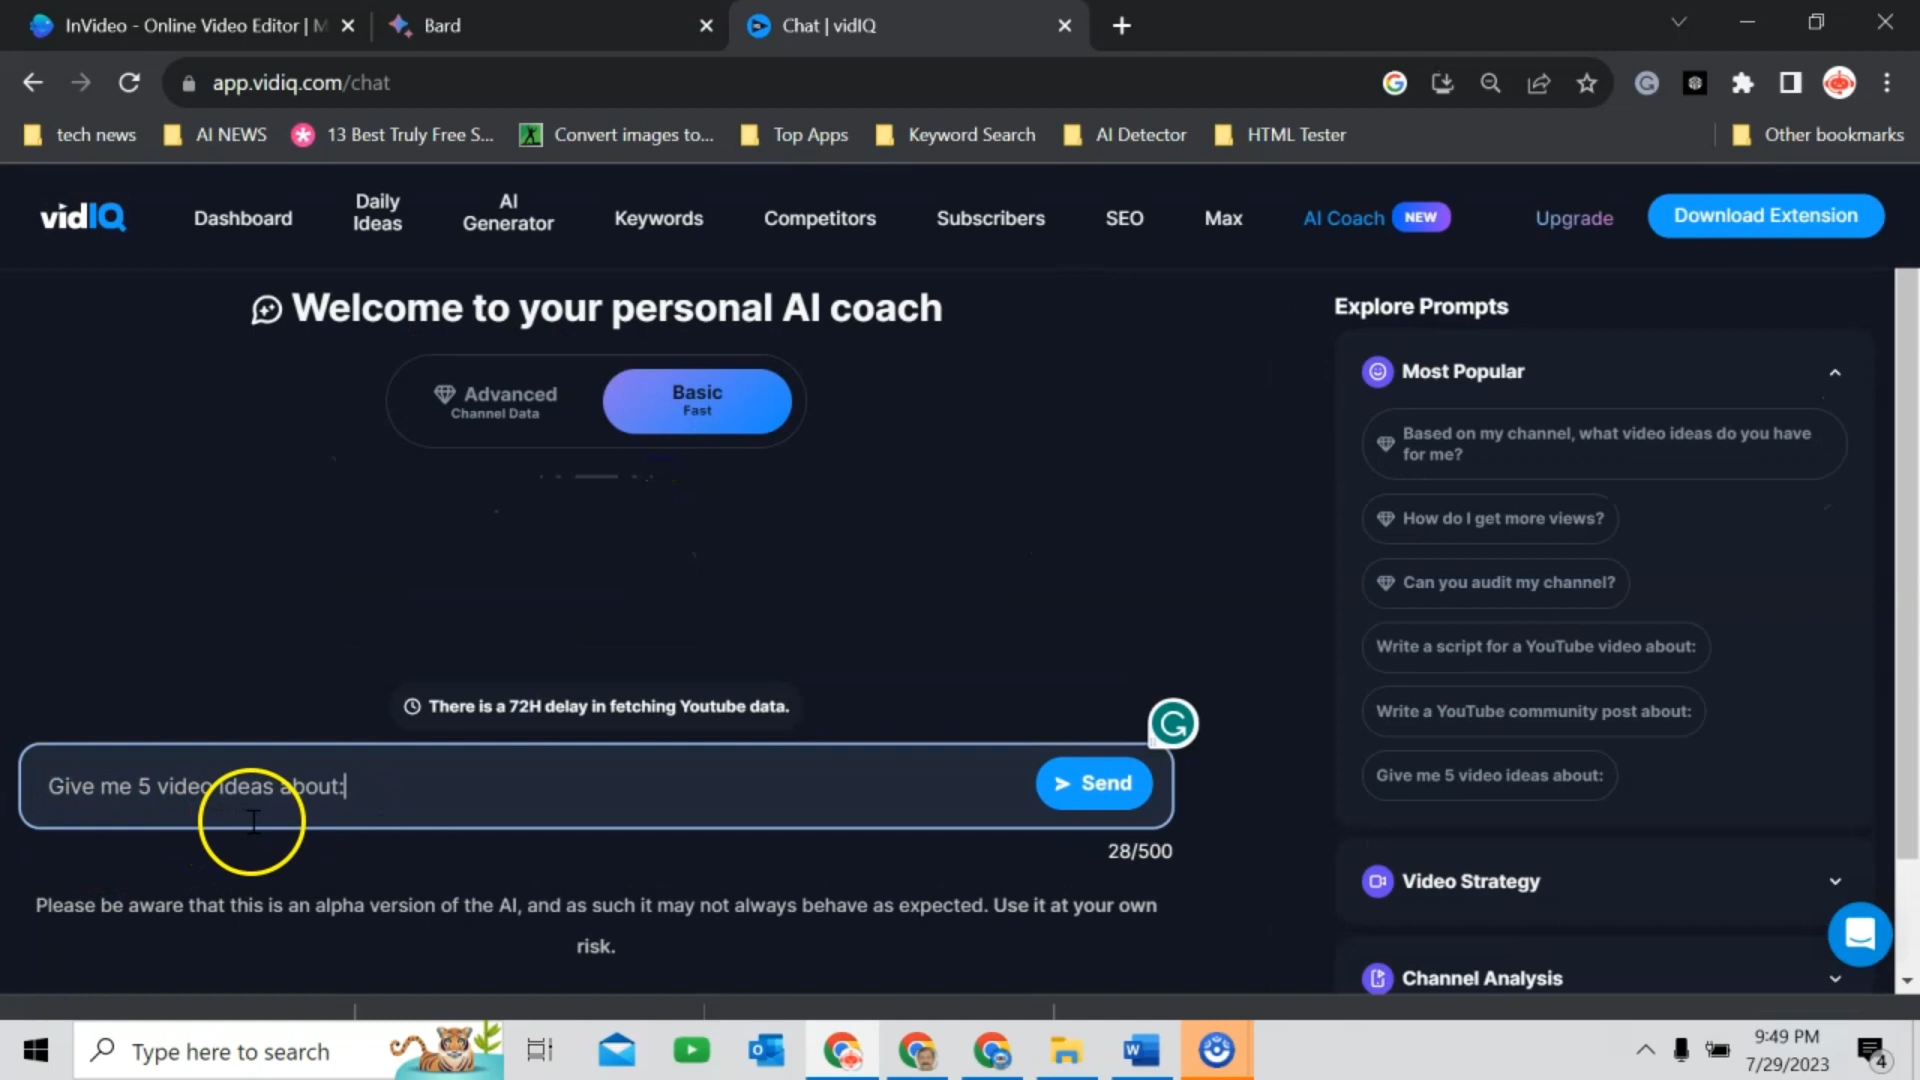 InVideo - Online Video Editor | M
Bard
Chat | vidIQ
app.vidiq.com/chat
tech news
AI NEWS
13 Best Truly Free S...
Convert images to...
Top Apps
Keyword Search
AI Detector
HTML Tester
Other bookmarks
vidIQ
Dashboard
Daily
Ideas
AI
Generator
Keywords
Competitors
Subscribers
SEO
Max
AI Coach NEW
Upgrade
Download Extension
Welcome to your personal AI coach
Advanced
Channel Data
Basic
Fast
There is a 72H delay in fetching Youtube data.
Give me 5 video ideas about:
Send
28/500
Please be aware that this is an alpha version of the AI, and as such it may not always behave as expected. Use it at your own
risk.
Explore Prompts
Most Popular
Based on my channel, what video ideas do you have
for me?
How do I get more views?
Can you audit my channel?
Write a script for a YouTube video about:
Write a YouTube community post about:
Give me 5 video ideas about:
Video Strategy
Channel Analysis
Type here to search
9:49 PM
7/29/2023
4